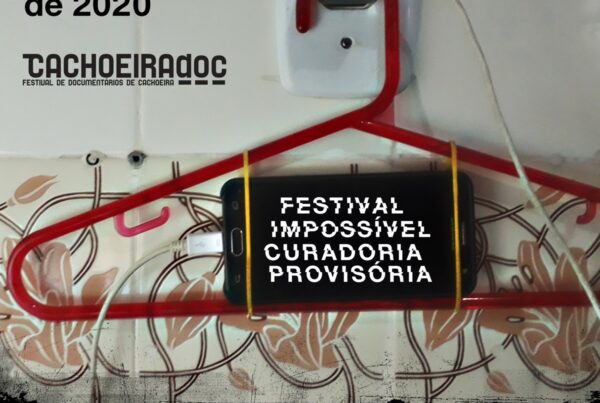 de 2020
CACHOEIRADOC
FESTIVAL DE DOCUMENTÁRIOS DE CACHOEIRA
FESTIVAL
IMPOSSÍVEL
CURADORIA
PROVISÓRIA